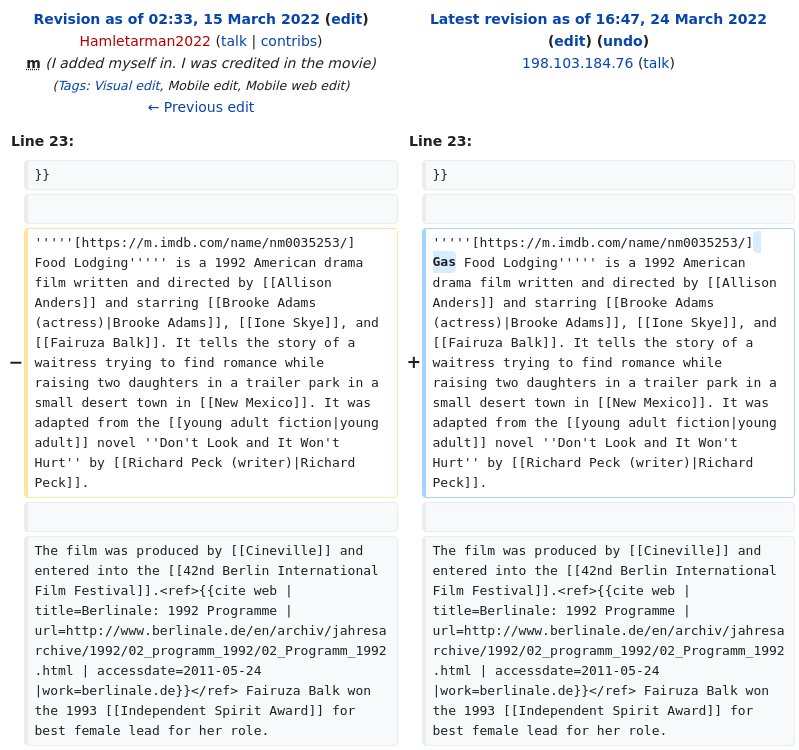 Revision as of 02:33, 15 March 2022 (edit)
Hamletarman2022 (talk | contribs)
m (I added myself in. I was credited in the movie)
(Tags: Visual edit, Mobile edit, Mobile web edit)
← Previous edit
Latest revision as of 16:47, 24 March 2022
(edit) (undo)
198.103.184.76 (talk)
Line 23:
Line 23:
}}
}}
−
'''''[https://m.imdb.com/name/nm0035253/]
Food Lodging''''' is a 1992 American drama
film written and directed by [[Allison
Anders]] and starring [[Brooke Adams
(actress)|Brooke Adams]], [[Ione Skye]], and
[[Fairuza Balk]]. It tells the story of a
waitress trying to find romance while
raising two daughters in a trailer park in a
small desert town in [[New Mexico]]. It was
adapted from the [[young adult fiction|young
adult]] novel ''Don't Look and It Won't
Hurt'' by [[Richard Peck (writer)|Richard
Peck]].
+
'''''[https://m.imdb.com/name/nm0035253/]
Gas Food Lodging''''' is a 1992 American
drama film written and directed by [[Allison
Anders]] and starring [[Brooke Adams
(actress)|Brooke Adams]], [[Ione Skye]], and
[[Fairuza Balk]]. It tells the story of a
waitress trying to find romance while
raising two daughters in a trailer park in a
small desert town in [[New Mexico]]. It was
adapted from the [[young adult fiction|young
adult]] novel ''Don't Look and It Won't
Hurt'' by [[Richard Peck (writer)|Richard
Peck]].
The film was produced by [[Cineville]] and
entered into the [[42nd Berlin International
Film Festival]].<ref>{{cite web |
title=Berlinale: 1992 Programme |
url=http://www.berlinale.de/en/archiv/jahresa
rchive/1992/02_programm_1992/02_Programm_1992
.html | accessdate=2011-05-24
|work=berlinale.de}}</ref> Fairuza Balk won
the 1993 [[Independent Spirit Award]] for
best female lead for her role.
The film was produced by [[Cineville]] and
entered into the [[42nd Berlin International
Film Festival]].<ref>{{cite web |
title=Berlinale: 1992 Programme |
url=http://www.berlinale.de/en/archiv/jahresa
rchive/1992/02_programm_1992/02_Programm_1992
.html | accessdate=2011-05-24
|work=berlinale.de}}</ref> Fairuza Balk won
the 1993 [[Independent Spirit Award]] for
best female lead for her role.